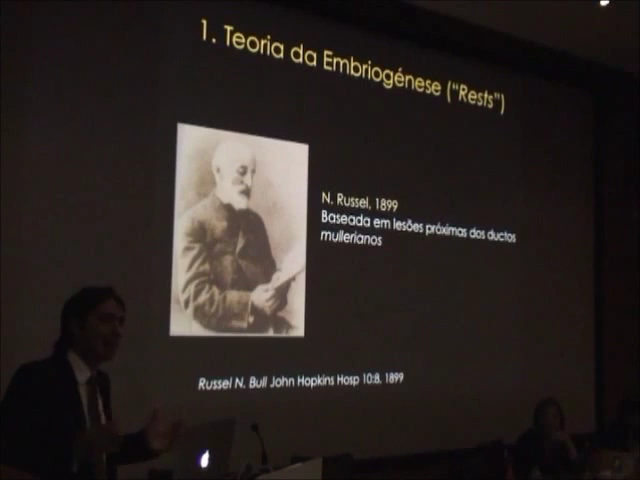 1. Teoria da Embriogénese ("Rests")
N. Russel, 1899
Baseada em lesões próximas dos ductos
mullerianos
Russel N. Bull John Hopkins Hosp 10:8, 1899